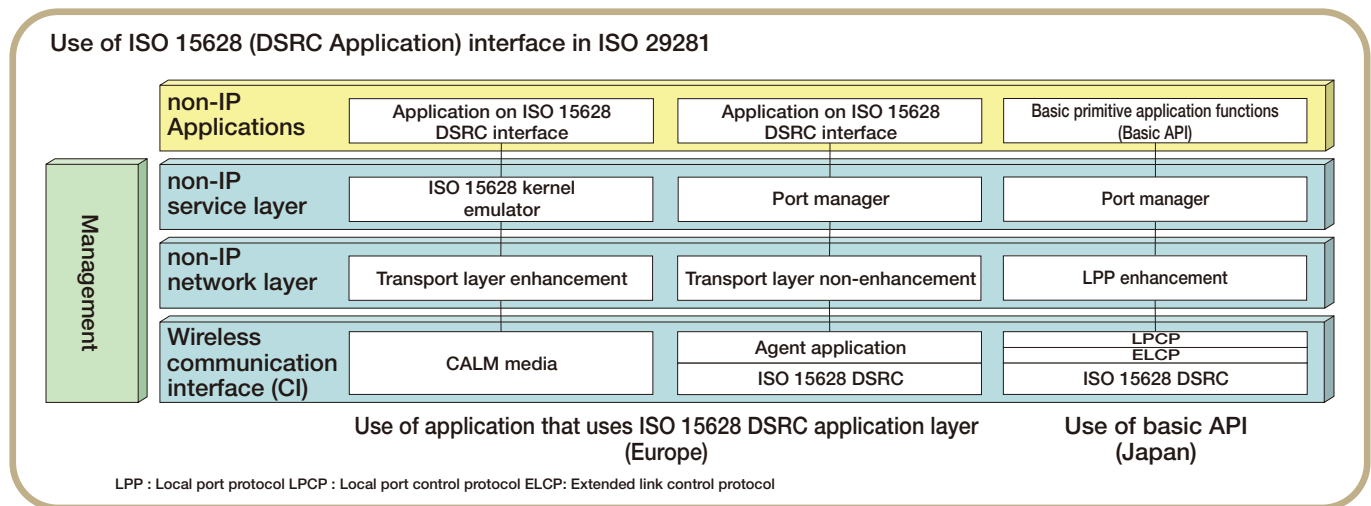 Use of ISO 15628 (DSRC Application) interface in ISO 29281
non-IP
Applications
Application on ISO 15628
DSRC interface
Application on ISO 15628
DSRC interface
Basic primitive application functions
(Basic API)
Management
non-IP
service layer
ISO 15628 kernel
emulator
Port manager
Port manager
non-IP
network layer
Transport layer enhancement
Transport layer non-enhancement
LPP enhancement
Wireless
communication
interface (CI)
CALM media
Agent application
ISO 15628 DSRC
LPCP
ELCP
ISO 15628 DSRC
Use of application that uses ISO 15628 DSRC application layer
(Europe)
Use of basic API
(Japan)
LPP : Local port protocol LPCP : Local port control protocol ELCP: Extended link control protocol